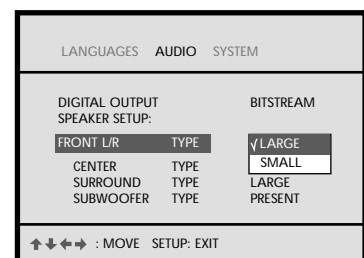 LANGUAGES AUDIO SYSTEM
DIGITAL OUTPUT BITSTREAM
SPEAKER SETUP:
FRONT L/R TYPE √LARGE
CENTER TYPE SMALL
SURROUND TYPE LARGE
SUBWOOFER TYPE PRESENT
: MOVE SETUP: EXIT